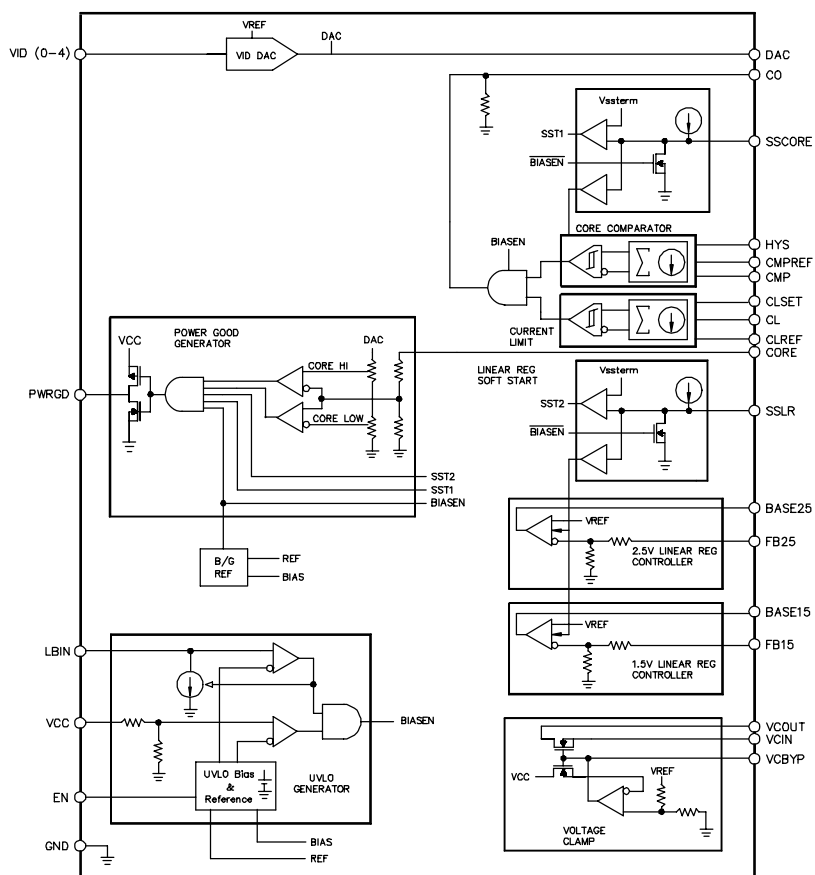 VREF
VID (0-4)
VID DAC
DAC
DAC
CO
Vssterm
SST1
SSCORE
BIASEN
CORE COMPARATOR
HYS
BIASEN
CMPREF
CMP
CLSET
CL
CURRENT
LIMIT
CLREF
CORE
POWER GOOD
GENERATOR
VCC
DAC
LINEAR REG
SOFT START
CORE HI
Vssterm
PWRGD
SST2
SSLR
CORE LOW
BIASEN
SST2
SST1
BIASEN
BASE25
VREF
B/G
REF
REF
BIAS
FB25
2.5V LINEAR REG
CONTROLLER
BASE15
VREF
LBIN
FB15
1.5V LINEAR REG
CONTROLLER
VCC
BIASEN
VCOUT
VCIN
VCBYP
UVLO Bias
&
Reference
UVLO
GENERATOR
VCC
VREF
EN
VOLTAGE
CLAMP
GND
BIAS
REF